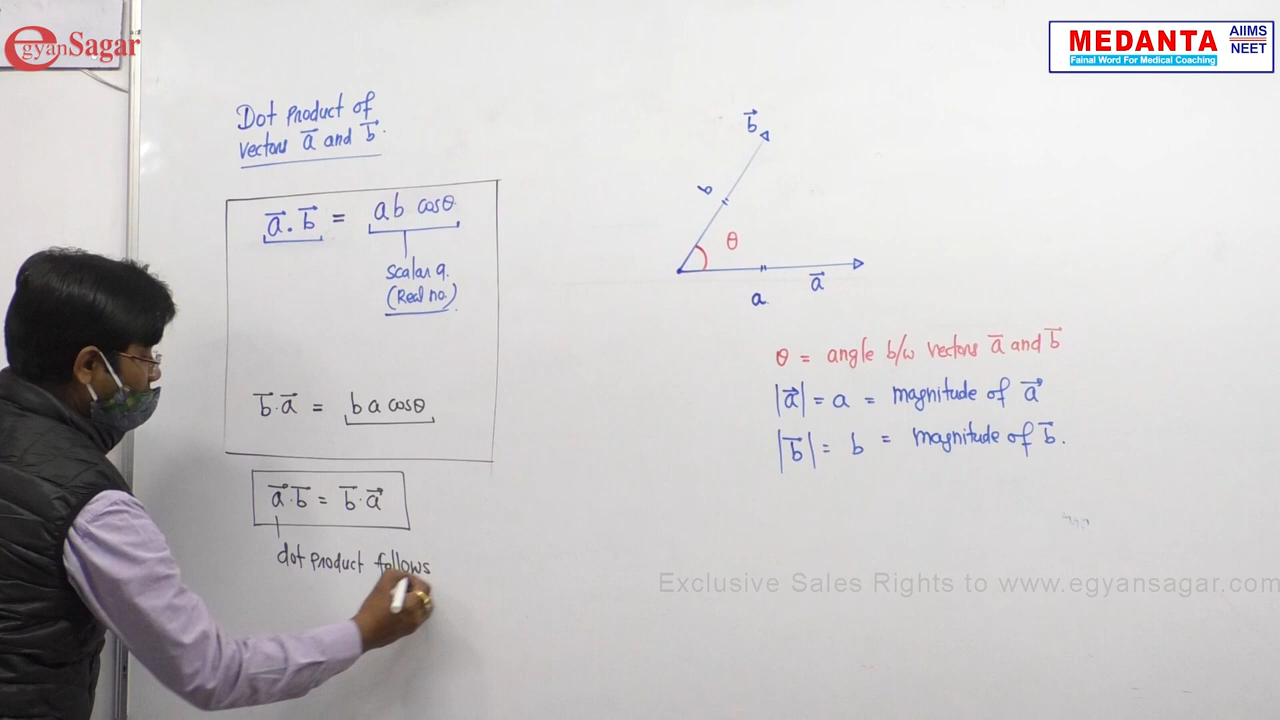 egyanSagar
MEDANTA
Fainal Word For Medical Coaching
AIIMS
NEET
Dot Product of
vectors a⃗ and b⃗.
a⃗ . b⃗ = ab cosθ
scalar q.
(Real no.)
b⃗ . a⃗ = b a cosθ
a⃗ . b⃗ = b⃗ . a⃗
dot product follows
b⃗
b
θ
a
a⃗
θ = angle b/w vectors a⃗ and b⃗
|a⃗| = a = magnitude of a⃗
|b⃗| = b = magnitude of b⃗.
Exclusive Sales Rights to www.egyansagar.com